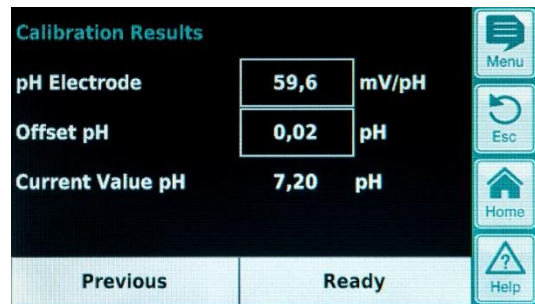 Calibration Results
Menu
pH Electrode 59,6 mV/pH
Esc
Offset pH 0,02 pH
Current Value pH 7,20 pH
Home
Previous Ready
Help